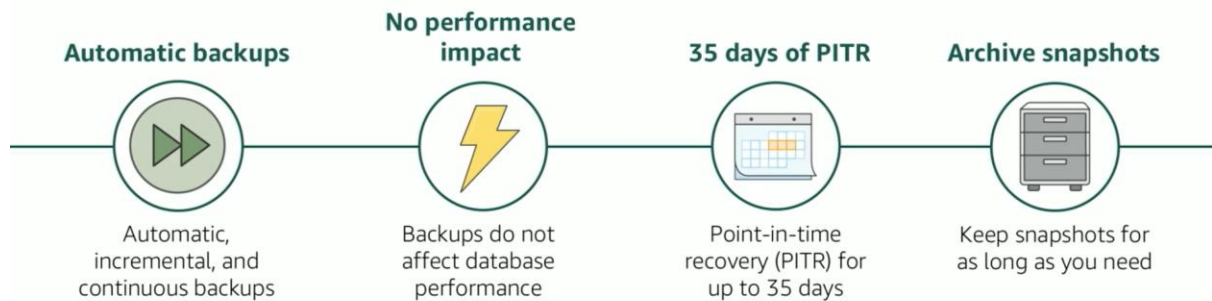 Automatic backups
Automatic,
incremental, and
continuous backups
No performance
impact
Backups do not
affect database
performance
35 days of PITR
Point-in-time
recovery (PITR) for
up to 35 days
Archive snapshots
Keep snapshots for
as long as you need